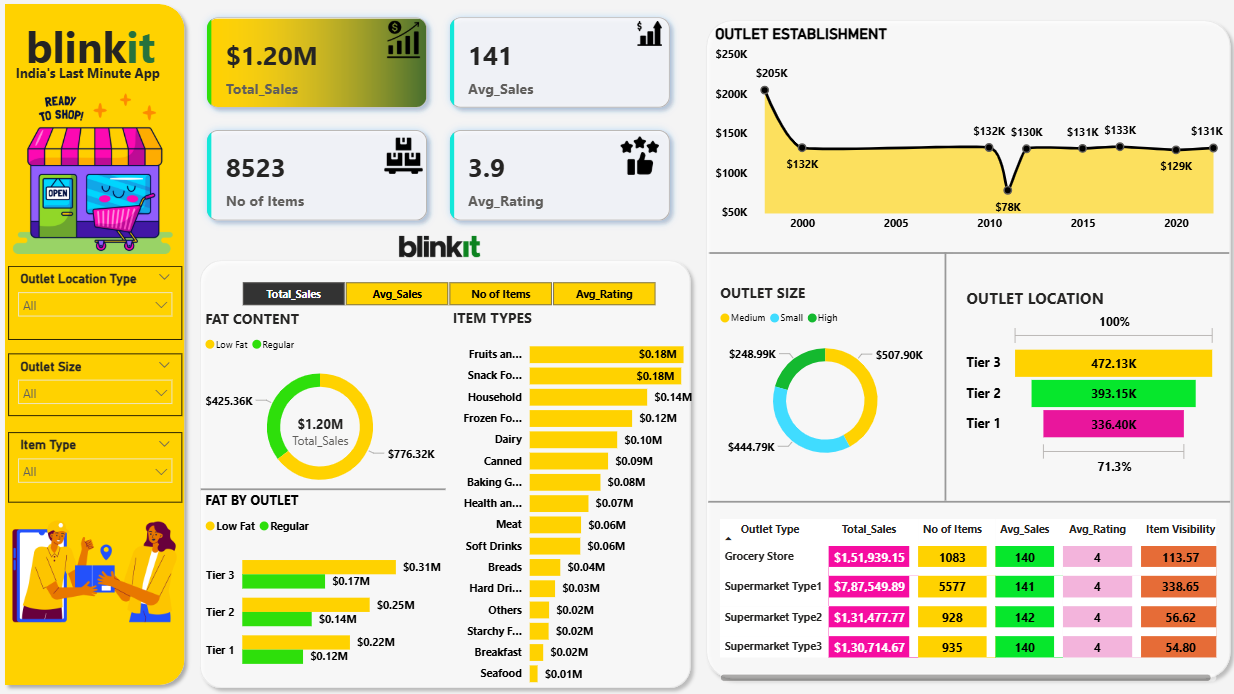 blinkit
India's Last Minute App
READY
TO SHOP!
OPEN
Outlet Location Type
All
Outlet Size
All
Item Type
All
$1.20M
Total_Sales
141
Avg_Sales
8523
No of Items
3.9
Avg_Rating
blinkit
Total_Sales Avg_Sales No of Items Avg_Rating
FAT CONTENT
Low Fat Regular
$425.36K
$1.20M
Total_Sales
$776.32K
FAT BY OUTLET
Low Fat Regular
Tier 3 $0.31M
$0.17M
Tier 2 $0.25M
$0.14M
Tier 1 $0.22M
$0.12M
ITEM TYPES
Fruits an... $0.18M
Snack Fo... $0.18M
Household $0.14M
Frozen Fo... $0.12M
Dairy $0.10M
Canned $0.09M
Baking G... $0.08M
Health an... $0.07M
Meat $0.06M
Soft Drinks $0.06M
Breads $0.04M
Hard Dri... $0.03M
Others $0.02M
Starchy F... $0.02M
Breakfast $0.02M
Seafood $0.01M
OUTLET ESTABLISHMENT
$250K
$200K
$150K
$100K
$50K
$205K
$132K
$132K
$78K
$130K
$131K
$133K
$129K
$131K
2000 2005 2010 2015 2020
OUTLET SIZE
Medium Small High
$248.99K
$507.90K
$444.79K
OUTLET LOCATION
100%
Tier 3 472.13K
Tier 2 393.15K
Tier 1 336.40K
71.3%
Outlet Type Total_Sales No of Items Avg_Sales Avg_Rating Item Visibility
Grocery Store $1,51,939.15 1083 140 4 113.57
Supermarket Type1 $7,87,549.89 5577 141 4 338.65
Supermarket Type2 $1,31,477.77 928 142 4 56.62
Supermarket Type3 $1,30,714.67 935 140 4 54.80